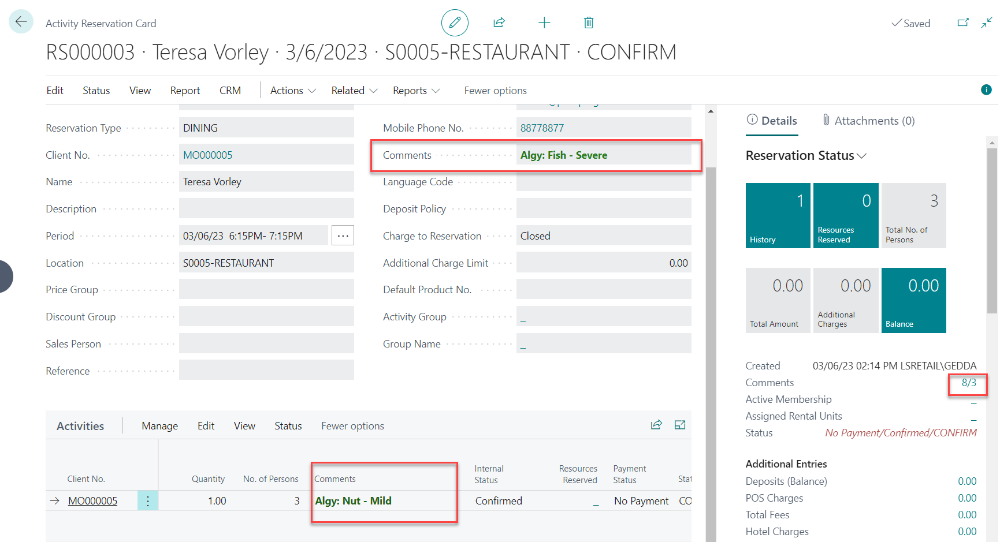 Activity Reservation Card
Saved
RS000003 · Teresa Vorley · 3/6/2023 · S0005-RESTAURANT · CONFIRM
Edit Status View Report CRM Actions Related Reports Fewer options
Reservation Type DINING
Client No. MO000005
Name Teresa Vorley
Description
Period 03/06/23 6:15PM- 7:15PM ...
Location S0005-RESTAURANT
Price Group
Discount Group
Sales Person
Reference
Mobile Phone No. 88778877
Comments Algy: Fish - Severe
Language Code
Deposit Policy
Charge to Reservation Closed
Additional Charge Limit 0.00
Default Product No.
Activity Group _
Group Name _
Activities Manage Edit View Status Fewer options
Client No. Quantity No. of Persons Comments Internal Status Resources Reserved Payment Status
MO000005 1.00 3 Algy: Nut - Mild Confirmed _ No Payment
Details Attachments (0)
Reservation Status
1 History
0 Resources Reserved
3 Total No. of Persons
0.00 Total Amount
0.00 Additional Charges
0.00 Balance
Created 03/06/23 02:14 PM LSRETAIL\GEDDA
Comments 8/3
Active Membership _
Assigned Rental Units _
Status No Payment/Confirmed/CONFIRM
Additional Entries
Deposits (Balance) 0.00
POS Charges 0.00
Total Fees 0.00
Hotel Charges 0.00